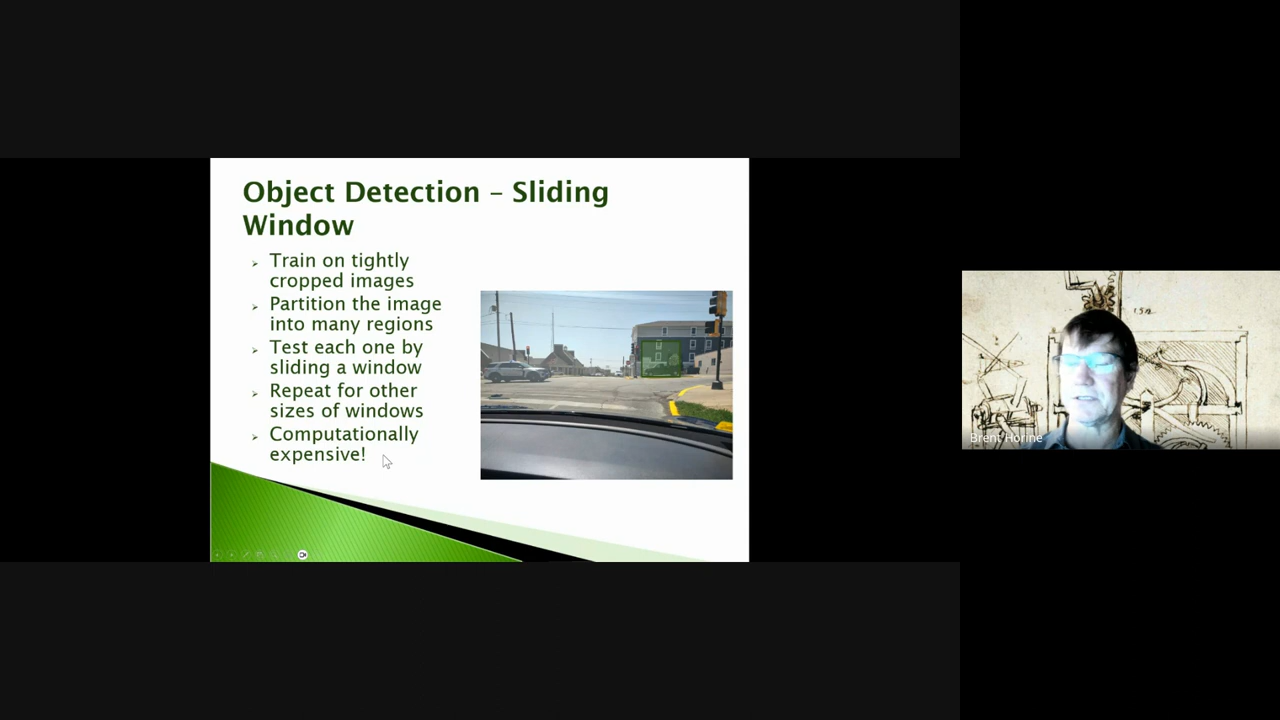 Object Detection – Sliding
Window
Train on tightly
cropped images
Partition the image
into many regions
Test each one by
sliding a window
Repeat for other
sizes of windows
Computationally
expensive!
Brent Horine